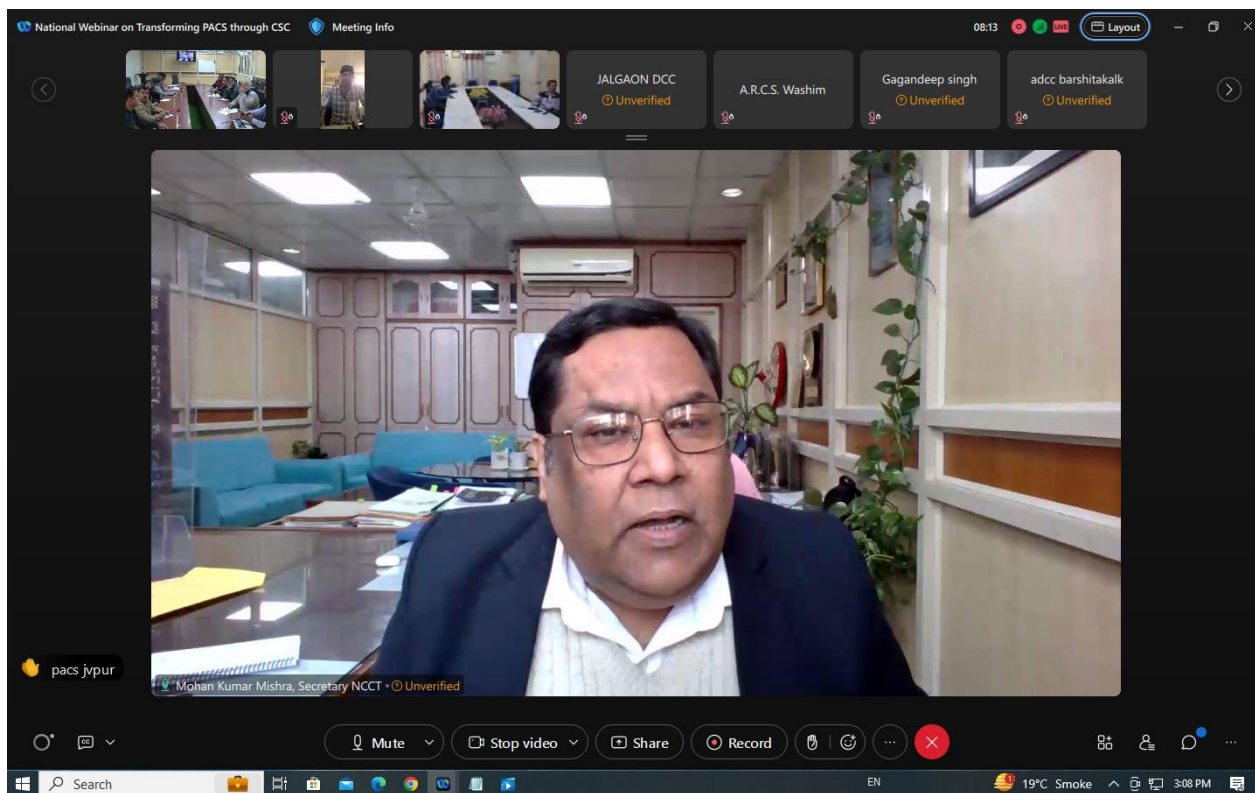 National Webinar on Transforming PACS through CSC
Meeting Info
08:13
LIVE
Layout
JALGAON DCC
Unverified
A.R.C.S. Washim
Gagandeep singh
Unverified
adcc barshitakalk
Unverified
pacs jvpur
Mohan Kumar Mishra, Secretary NCCT • Unverified
CC
Mute
Stop video
Share
Record
Search
EN
19°C Smoke
3:08 PM